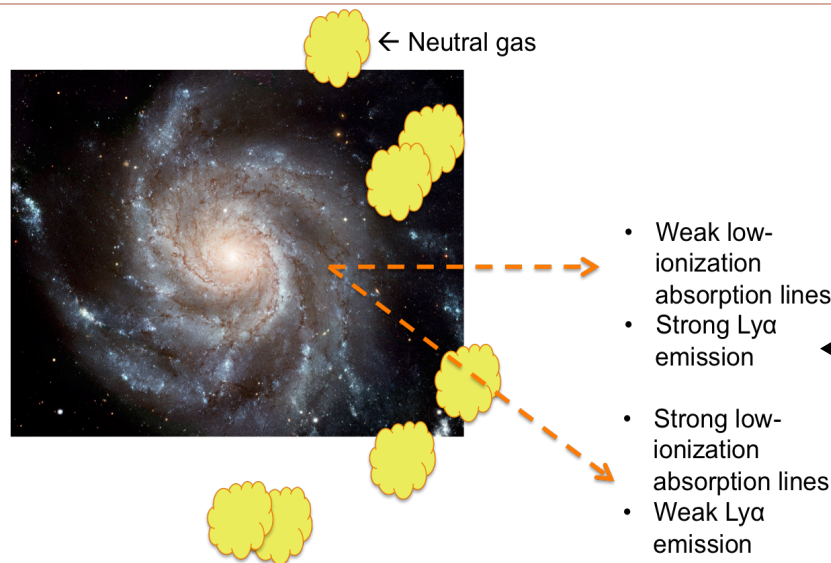 ← Neutral gas
• Weak low-
ionization
absorption lines
• Strong Lyα
emission
• Strong low-
ionization
absorption lines
• Weak Lyα
emission